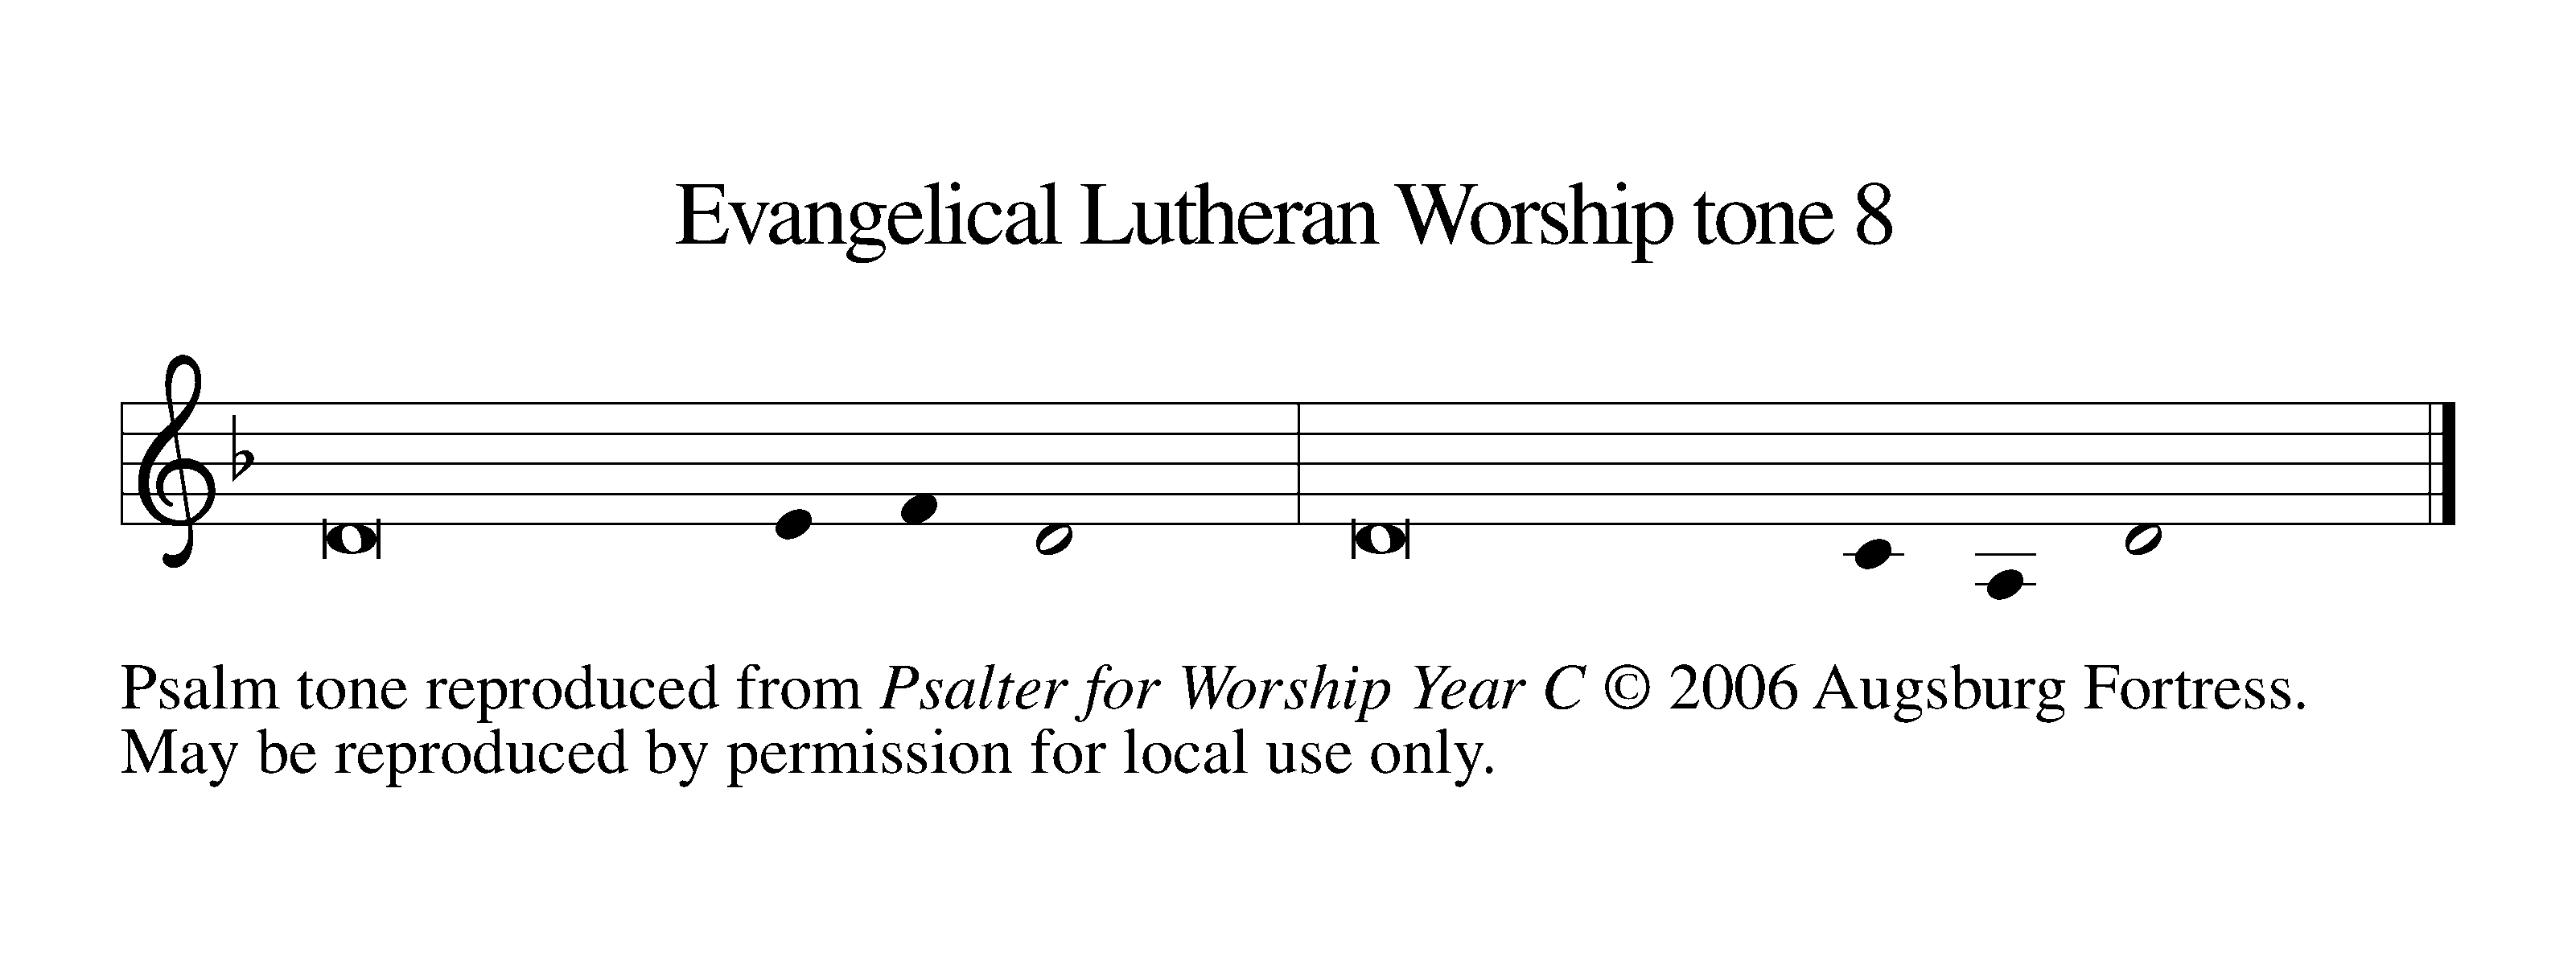 Evangelical Lutheran Worship tone 8
Psalm tone reproduced from Psalter for Worship Year C © 2006 Augsburg Fortress.
May be reproduced by permission for local use only.